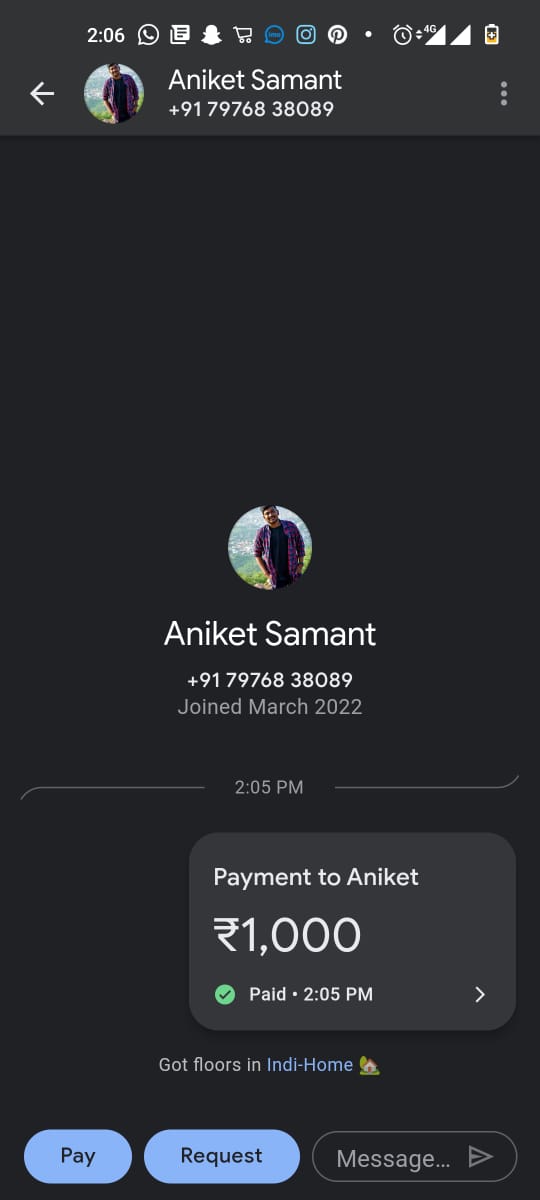 2:06
4G
Aniket Samant
+91 79768 38089
Aniket Samant
+91 79768 38089
Joined March 2022
2:05 PM
Payment to Aniket
₹1,000
Paid • 2:05 PM
Got floors in Indi-Home 🏡
Pay
Request
Message...